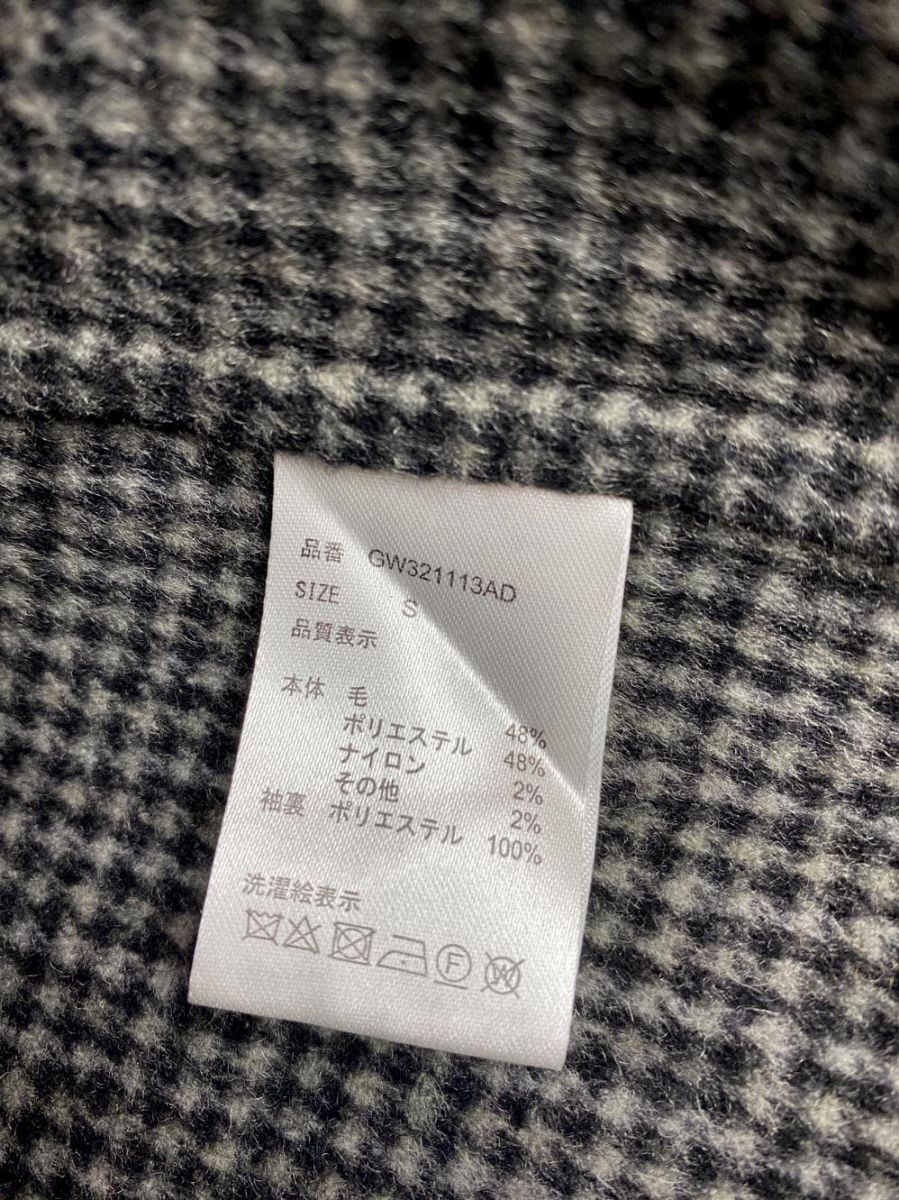 品番 GW321113AD
SIZE S
品質表示
本体 毛 48%
ポリエステル 48%
ナイロン 2%
その他 2%
袖裏 ポリエステル 100%
洗濯絵表示
F W